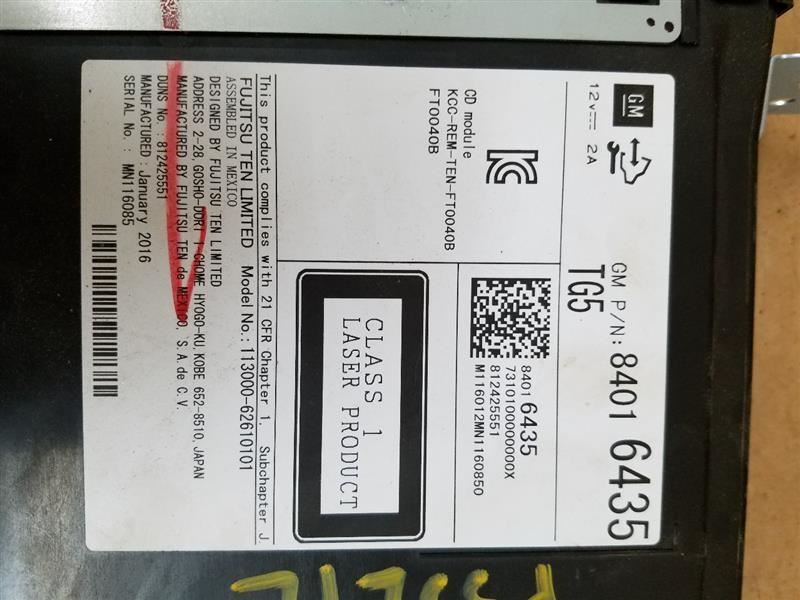 GM
12V⎓ 2A
GM P/N: 8401 6435
TG5
CD module
KCC-REM-TEN-FT0040B
FT0040B
8401 6435
7310100000000X
812425551
M116012MN1160850
CLASS 1
LASER PRODUCT
This product complies with 21 CFR Chapter 1, Subchapter J
FUJITSU TEN LIMITED Model No.: 113000-62610101
ASSEMBLED IN MEXICO
DESIGNED BY FUJITSU TEN LIMITED
ADDRESS 2-28, GOSHO-DORI 1-CHOME HYOGO-KU, KOBE 652-8510, JAPAN
MANUFACTURED BY FUJITSU TEN de MEXICO, S.A. de C.V.
DUNS No. : 812425551
MANUFACTURED : January 2016
SERIAL No. : MN116085